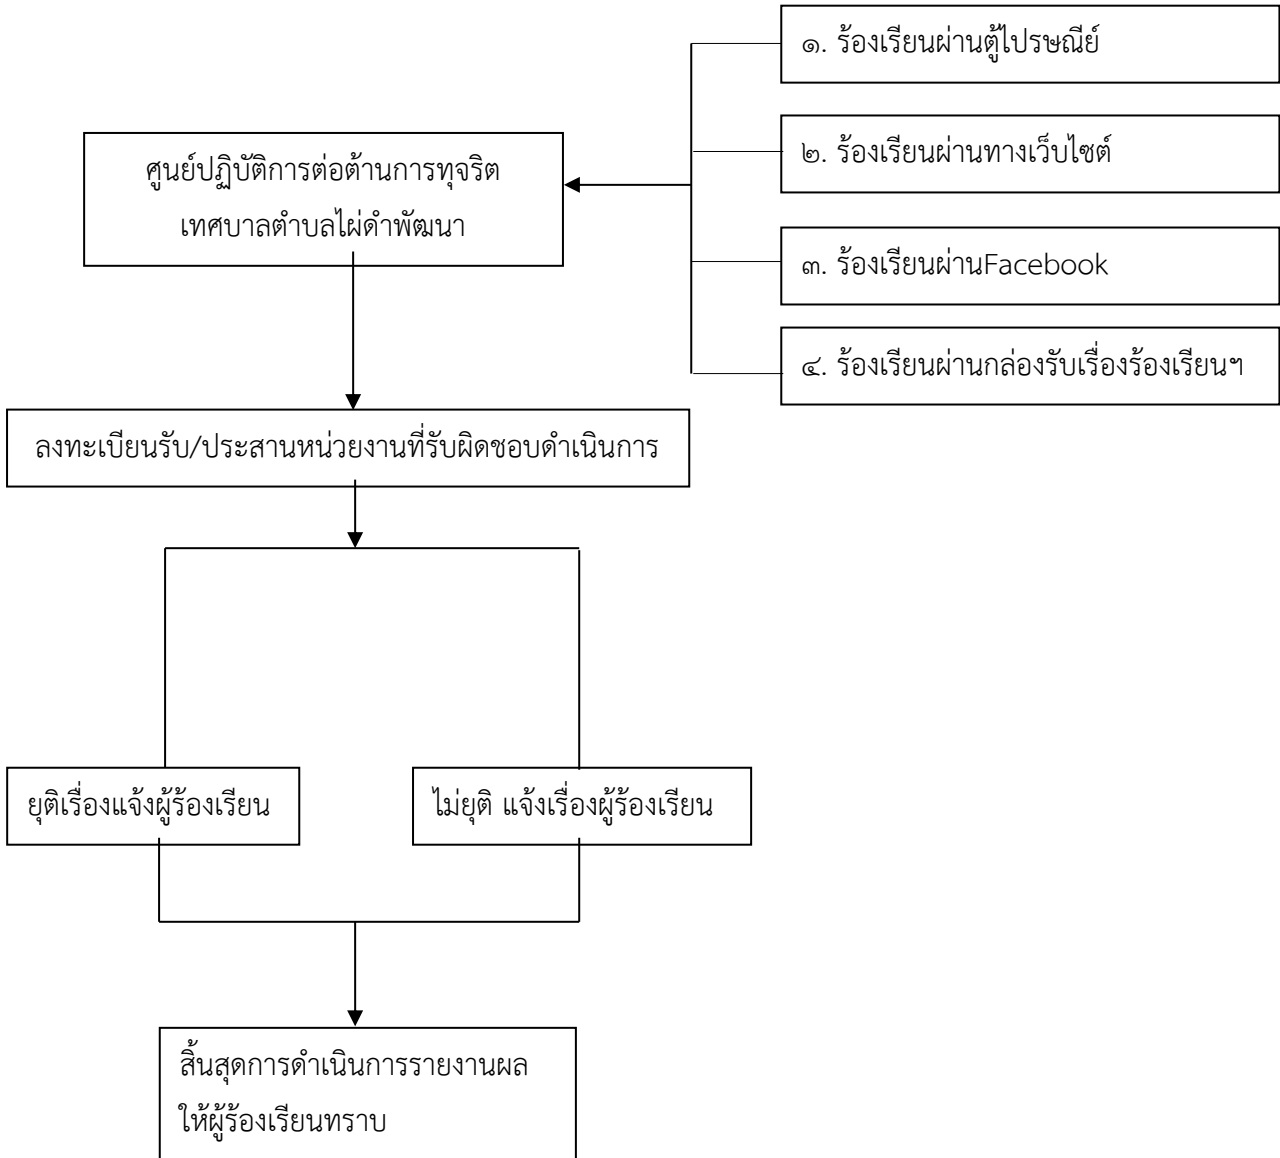 ๑. ร้องเรียนผ่านตู้ไปรษณีย์
ศูนย์ปฏิบัติการต่อต้านการทุจริต
เทศบาลตำบลไผ่ดำพัฒนา
๒. ร้องเรียนผ่านทางเว็บไซต์
๓. ร้องเรียนผ่านFacebook
๔. ร้องเรียนผ่านกล่องรับเรื่องร้องเรียนฯ
ลงทะเบียนรับ/ประสานหน่วยงานที่รับผิดชอบดำเนินการ
ยุติเรื่องแจ้งผู้ร้องเรียน
ไม่ยุติ แจ้งเรื่องผู้ร้องเรียน
สิ้นสุดการดำเนินการรายงานผล
ให้ผู้ร้องเรียนทราบ